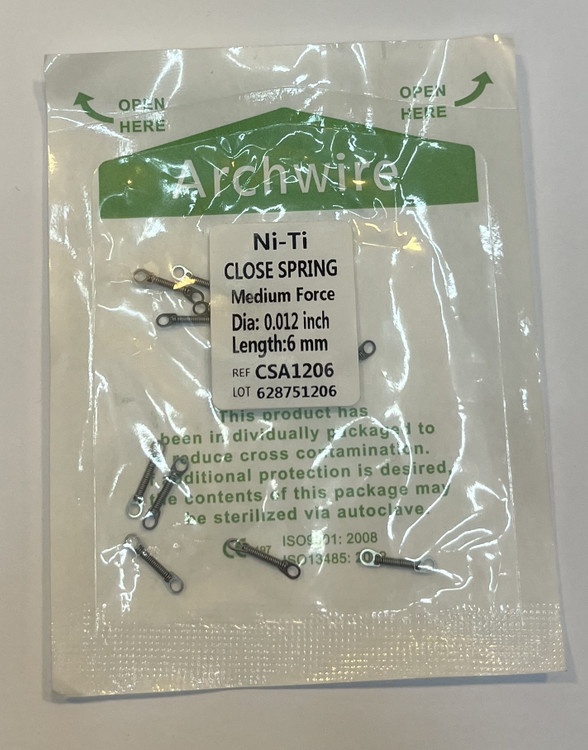 OPEN
HERE
OPEN
HERE
Archwire
Ni-Ti
CLOSE SPRING
Medium Force
Dia: 0.012 inch
Length:6 mm
REF CSA1206
LOT 628751206
This product has
been individually packaged to
reduce cross contamination.
additional protection is desired,
the contents of this package may
be sterilized via autoclave.
ISO9001: 2008
ISO13485: